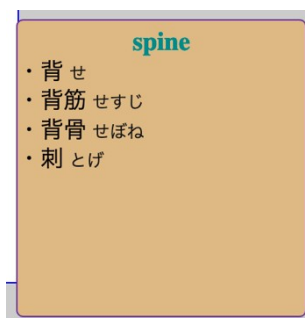 spine
・背 せ
・背筋 せすじ
・背骨 せぼね
・刺 とげ